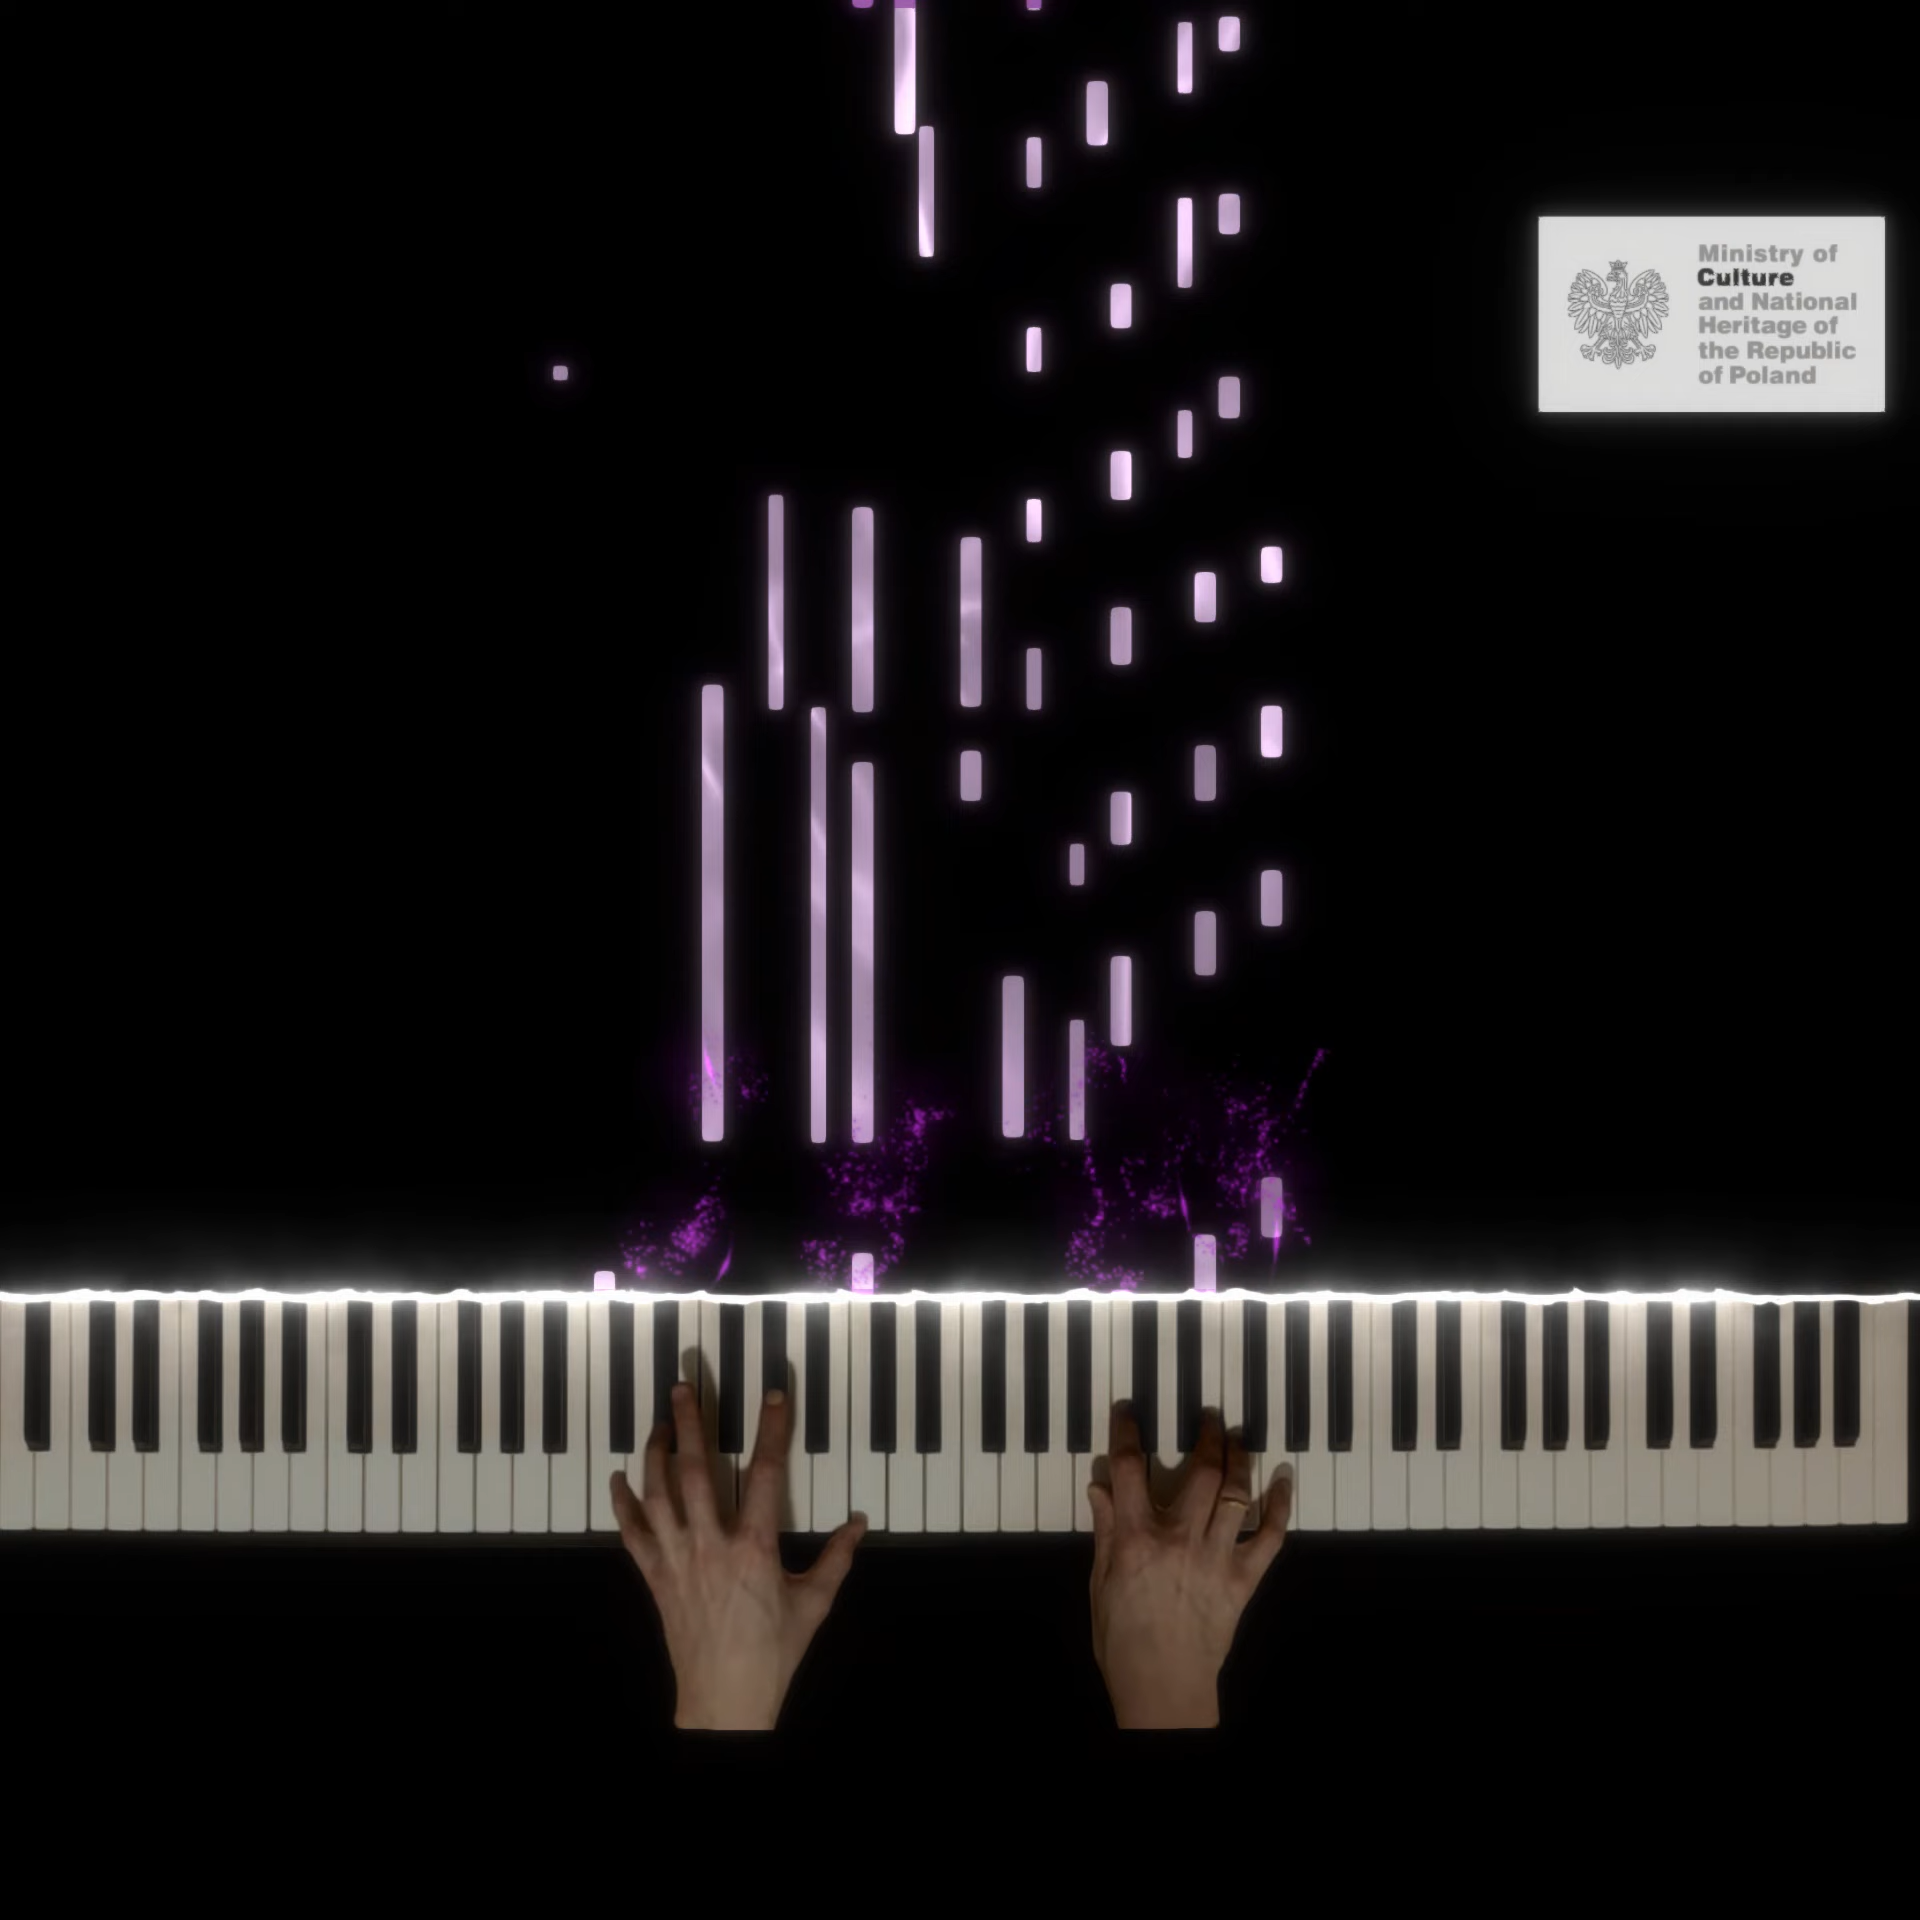 Ministry of
Culture
and National
Heritage of
the Republic
of Poland